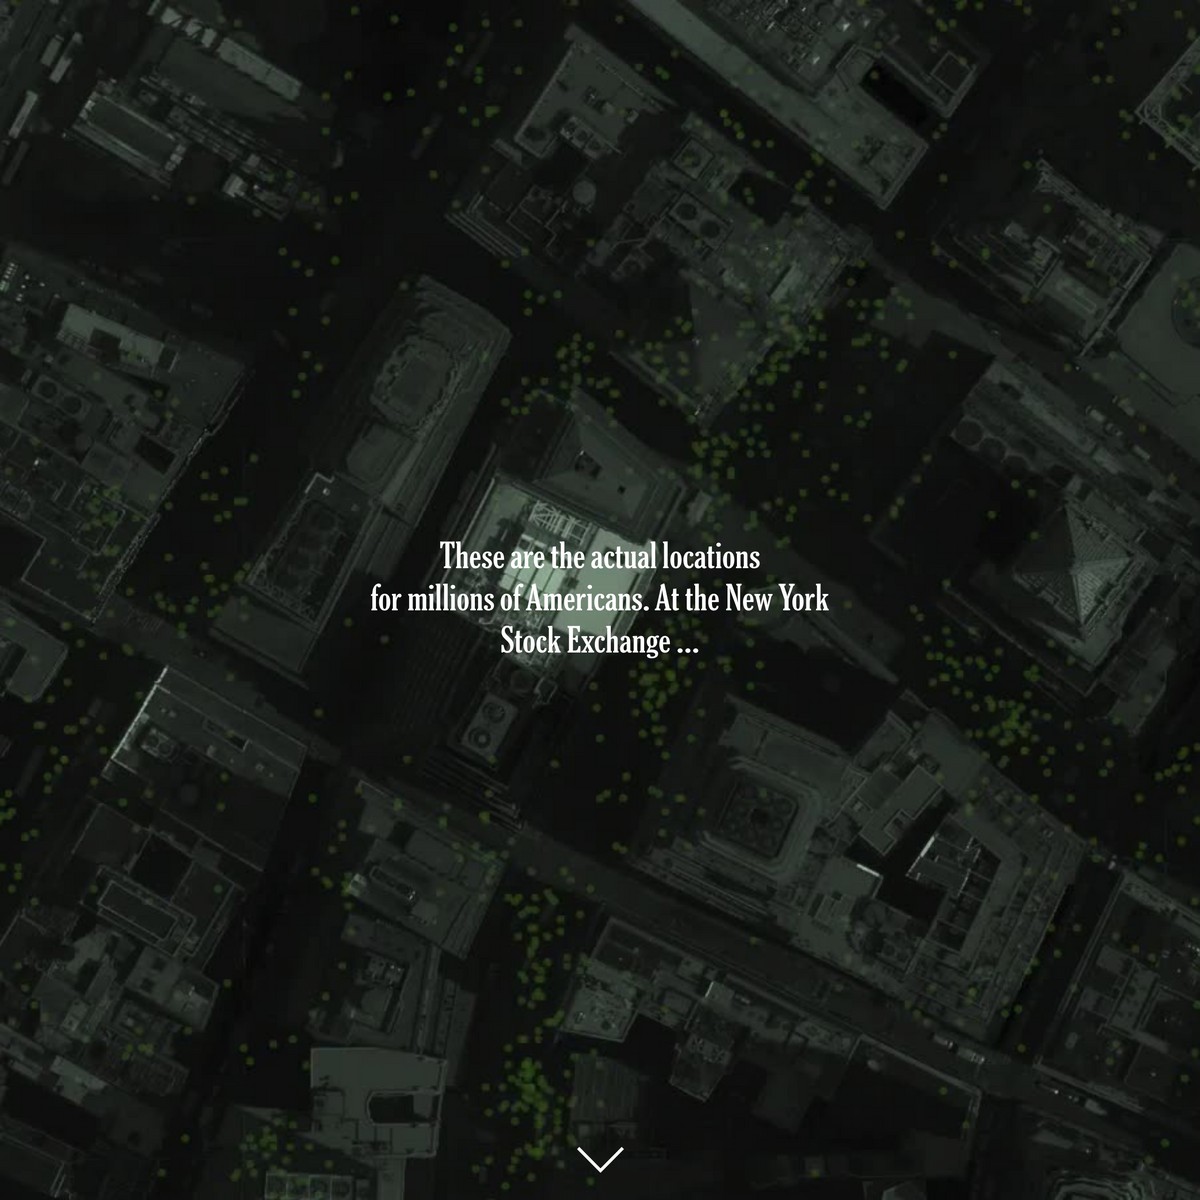 These are the actual locations
for millions of Americans. At the New York
Stock Exchange ...